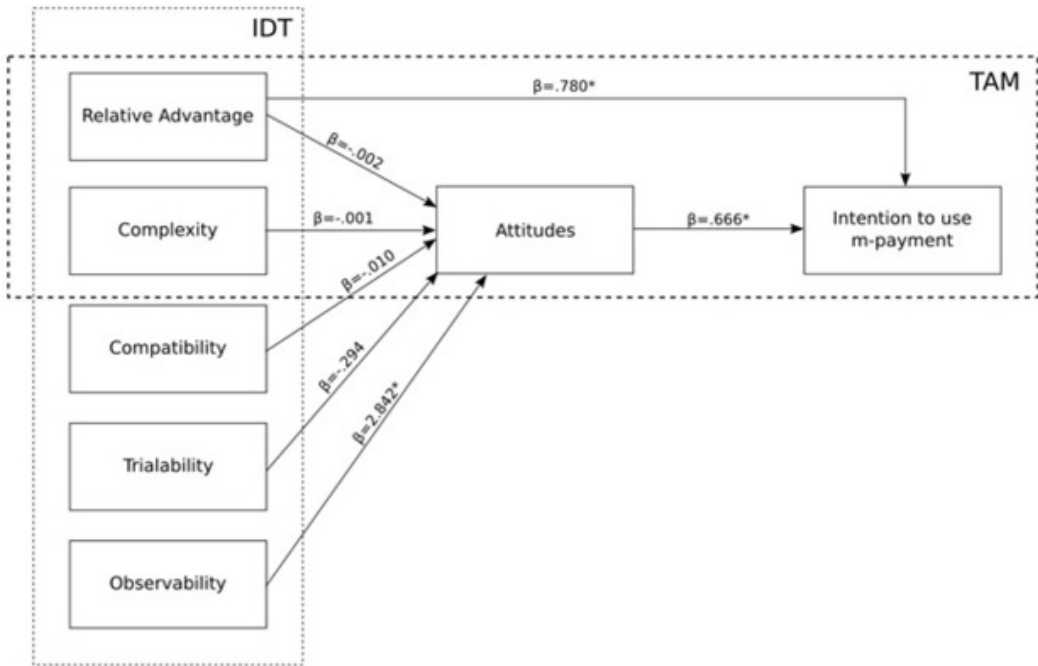 IDT
TAM
Relative Advantage
β=.780*
β=-.002
Complexity
β=-.001
Attitudes
β=.666*
Intention to use
m-payment
β=-.010
Compatibility
β=-.294
Trialability
β=2.842*
Observability